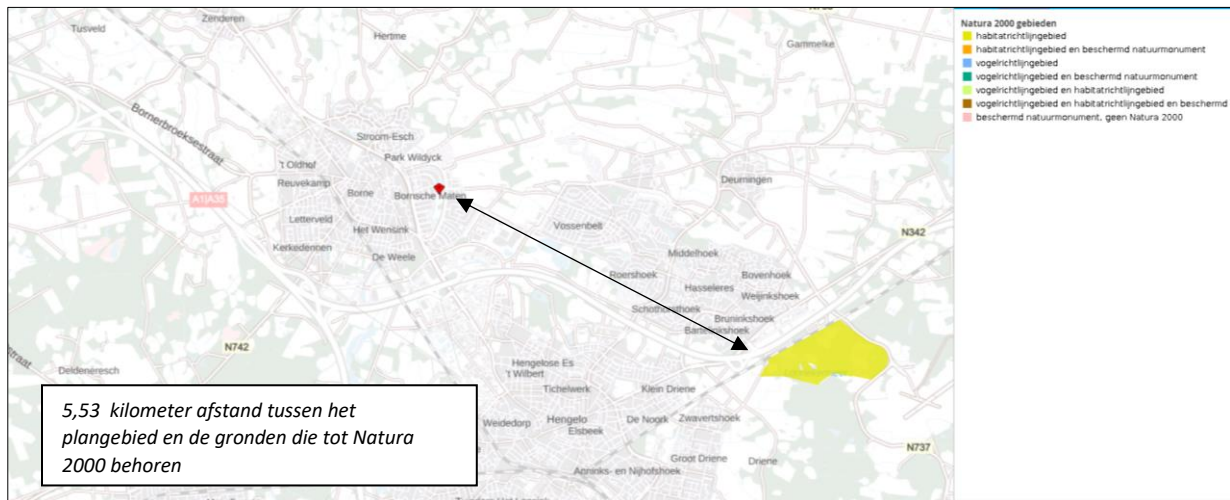 Tusveld
Zenderen
Hertme
Gammelke
Bornerbroeksestraat
Stroom-Esch
Park Wildyck
't Oldhof
Reuvekamp
Borne
Bornsche Maten
Deurningen
A1|A35
Letterveld
Het Wensink
Vossenbelt
N342
Kerkedennen
De Weele
Middelhoek
Roershoek
Bovenhoek
Hasseleres
Weijinkshoek
Bruninkshoek
N742
Deldeneresch
Hengelose Es
't Wilbert
Tichelwerk
Klein Driene
Weidedorp
Hengelo
Elsbeek
De Noork
Zwavertshoek
N737
Groot Driene
Driene
Anninks- en Nijhofshoek
5,53 kilometer afstand tussen het
plangebied en de gronden die tot Natura
2000 behoren
Natura 2000 gebieden
habitatrichtlijngebied
habitatrichtlijngebied en beschermd natuurmonument
vogelrichtlijngebied
vogelrichtlijngebied en beschermd natuurmonument
vogelrichtlijngebied en habitatrichtlijngebied
vogelrichtlijngebied en habitatrichtlijngebied en beschermd
beschermd natuurmonument, geen Natura 2000